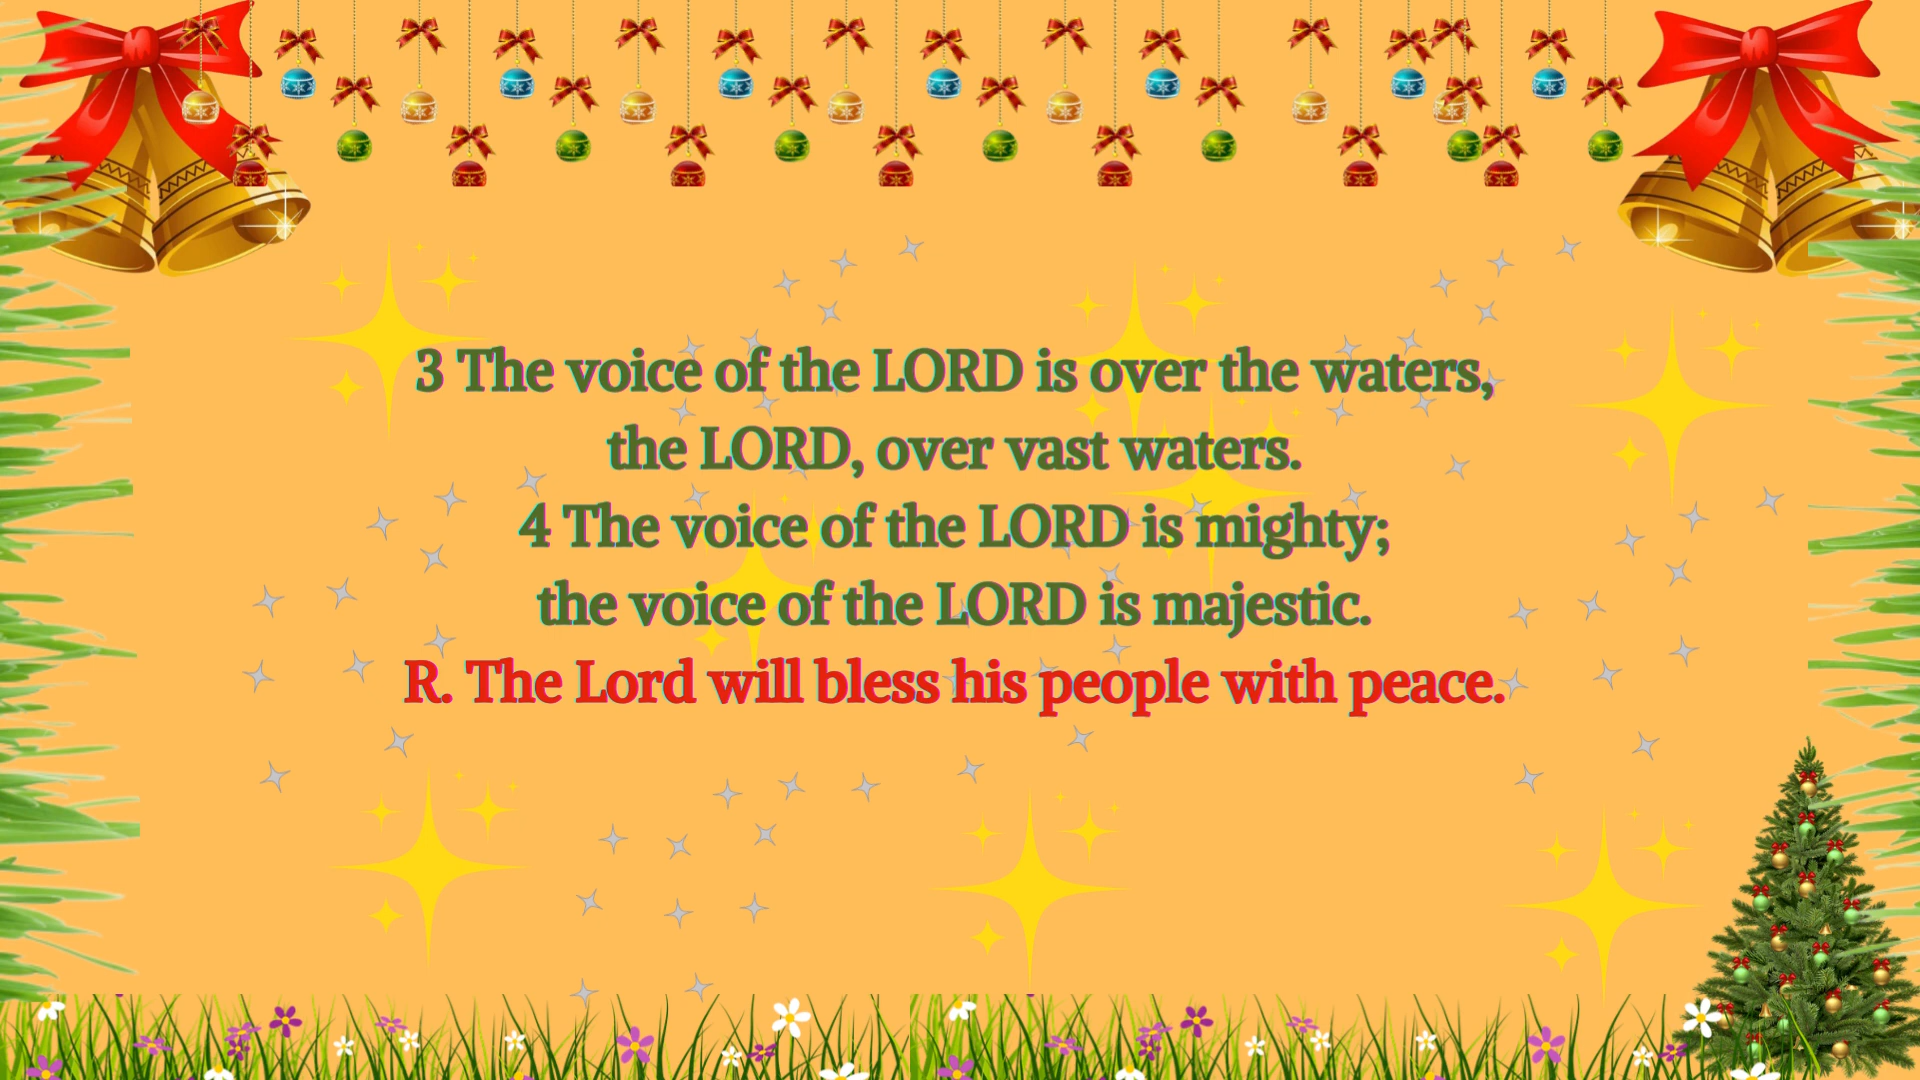 3 The voice of the LORD is over the waters,
the LORD, over vast waters.
4 The voice of the LORD is mighty;
the voice of the LORD is majestic.
R. The Lord will bless his people with peace.